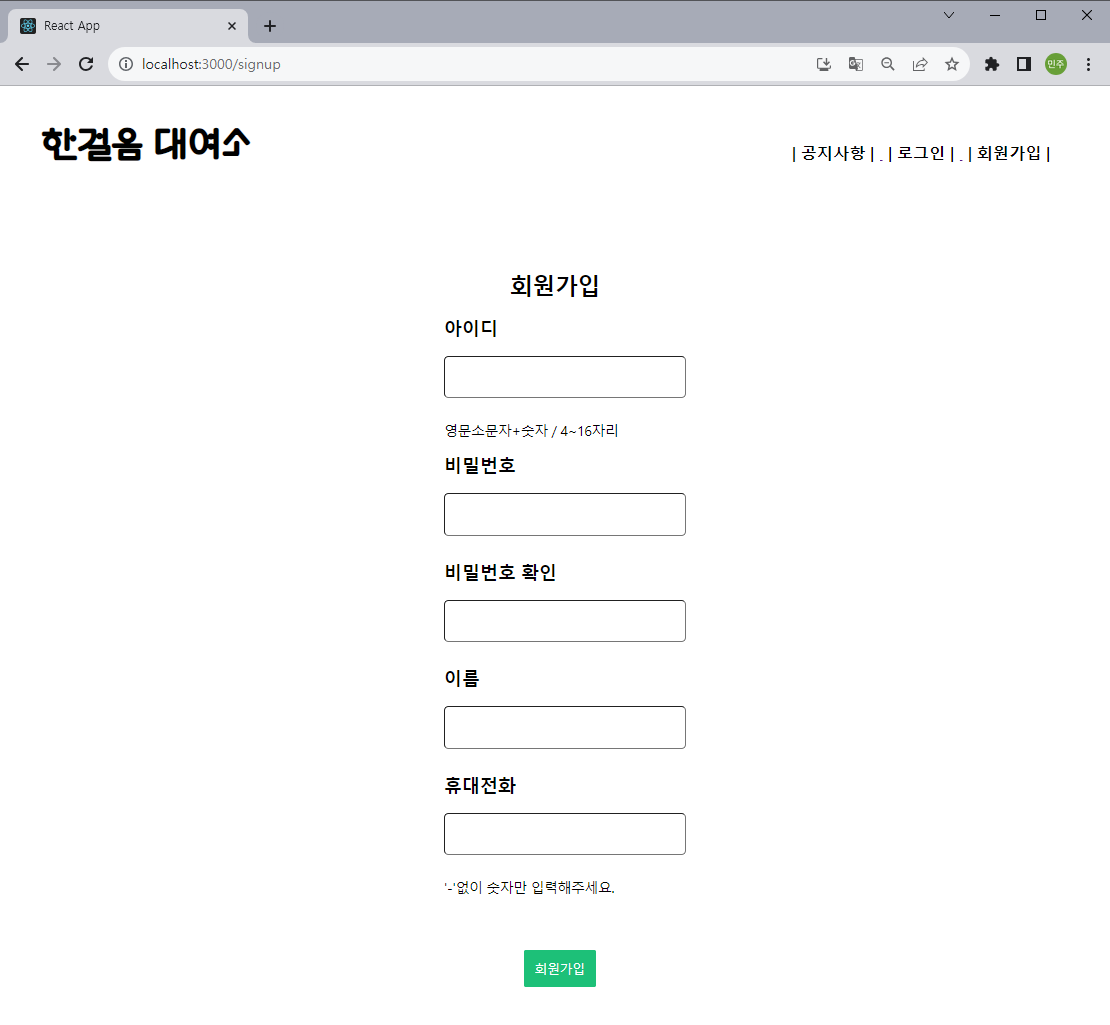 React App
localhost:3000/signup
민주
한걸음 대여소
| 공지사항 | . | 로그인 | . | 회원가입 |
회원가입
아이디
영문소문자+숫자 / 4~16자리
비밀번호
비밀번호 확인
이름
휴대전화
'-'없이 숫자만 입력해주세요.
회원가입